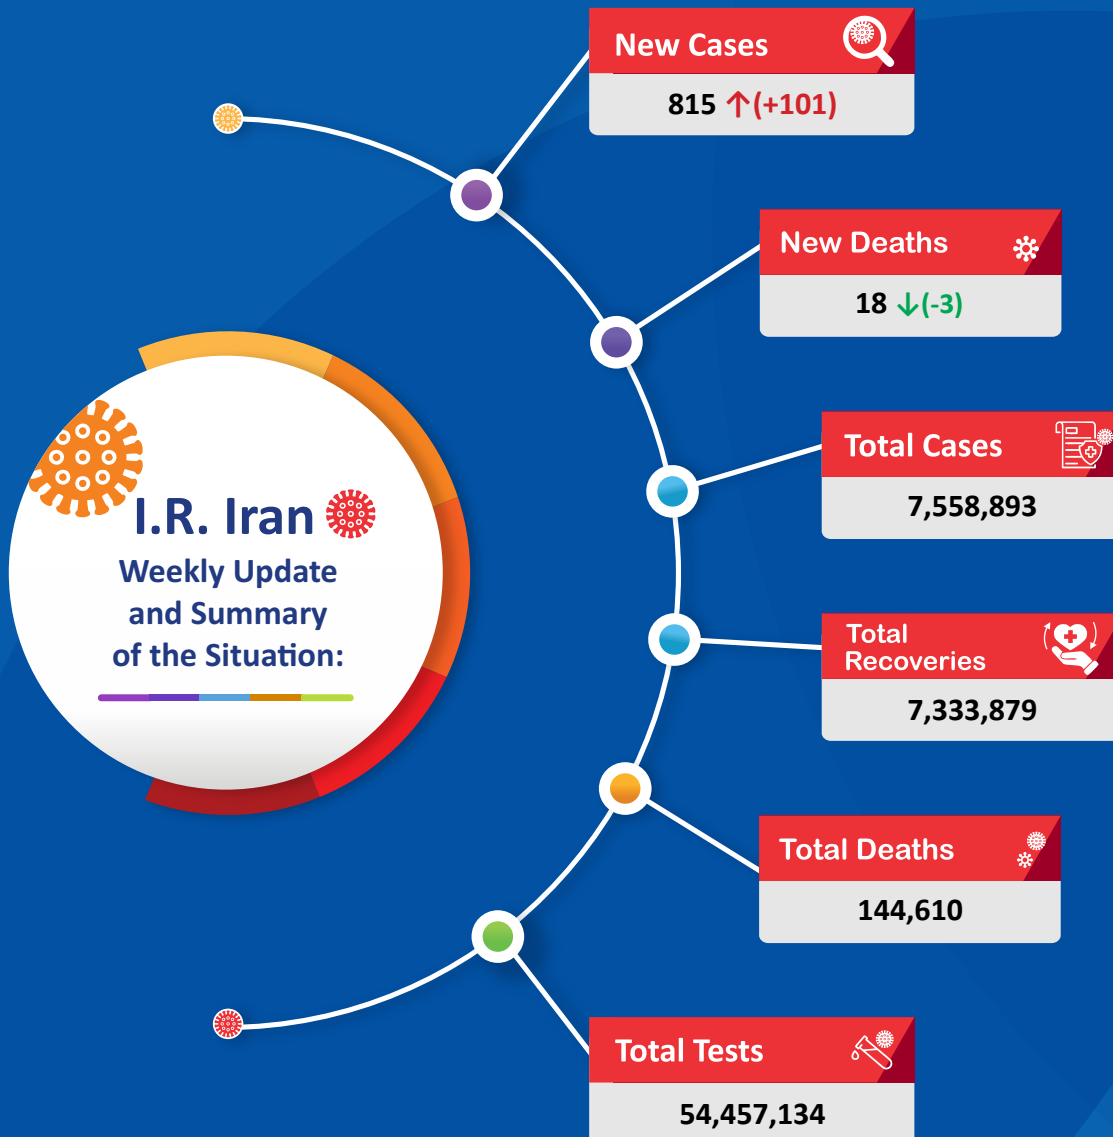 New Cases
815 ↑(+101)
New Deaths
18 ↓(-3)
Total Cases
7,558,893
I.R. Iran
Weekly Update
and Summary
of the Situation:
Total
Recoveries
7,333,879
Total Deaths
144,610
Total Tests
54,457,134